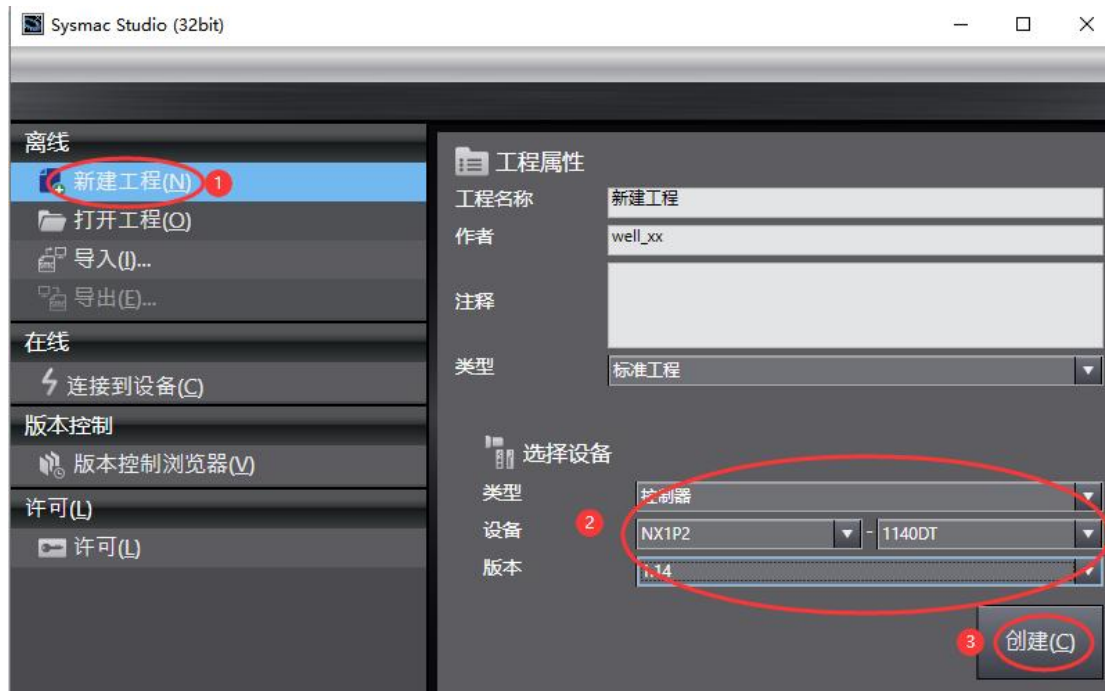 Sysmac Studio (32bit)
离线
新建工程(N) 1
打开工程(O)
导入(I)...
导出(E)...
在线
连接到设备(C)
版本控制
版本控制浏览器(V)
许可(L)
许可(L)
工程属性
工程名称 新建工程
作者 well_xx
注释
类型 标准工程
选择设备
类型 控制器
设备 2 NX1P2 - 1140DT
版本 1.14
3 创建(C)